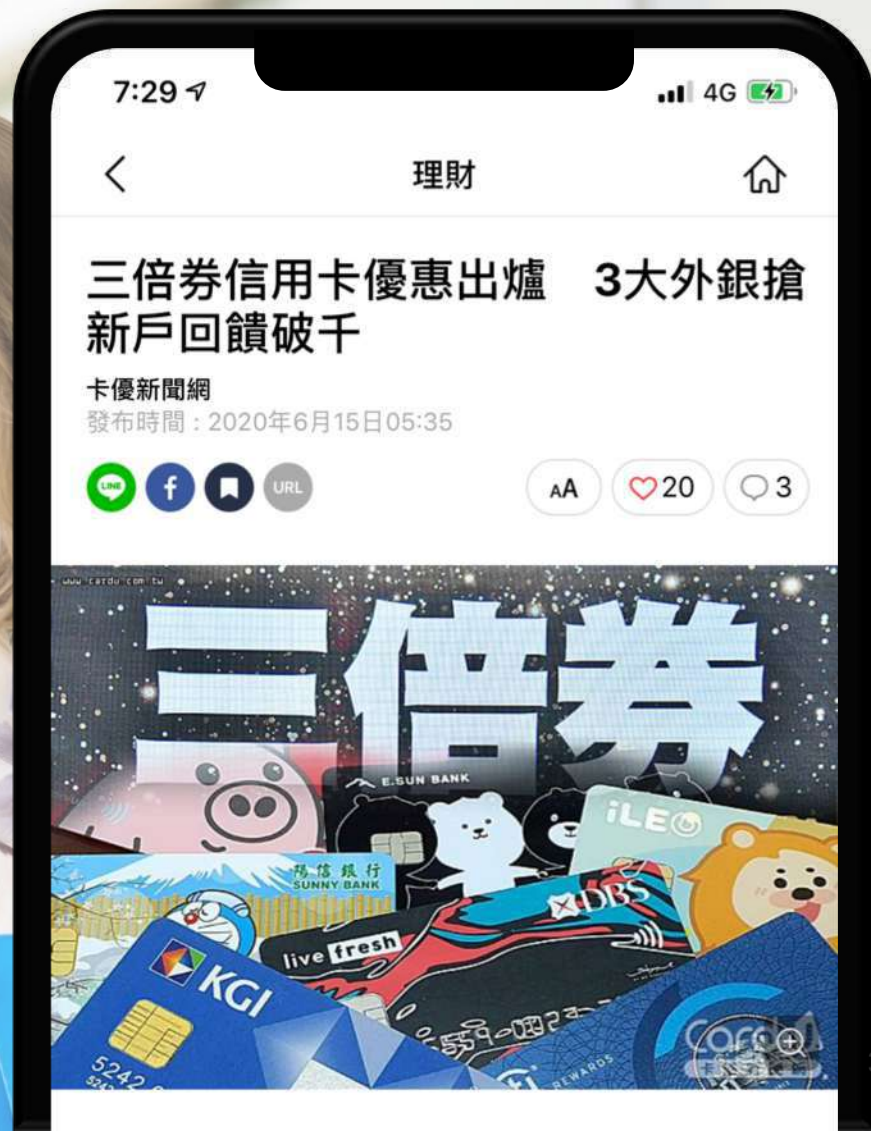 7:29
4G
理財
三倍券信用卡優惠出爐　3大外銀搶
新戶回饋破千
卡優新聞網
發布時間：2020年6月15日05:35
LINE
f
URL
AA
20
3
www.cardu.com.tw
三倍券
E.SUN BANK
iLEO
陽信銀行
SUNNY BANK
DBS
live fresh
KGI
5242
5242
REWARDS